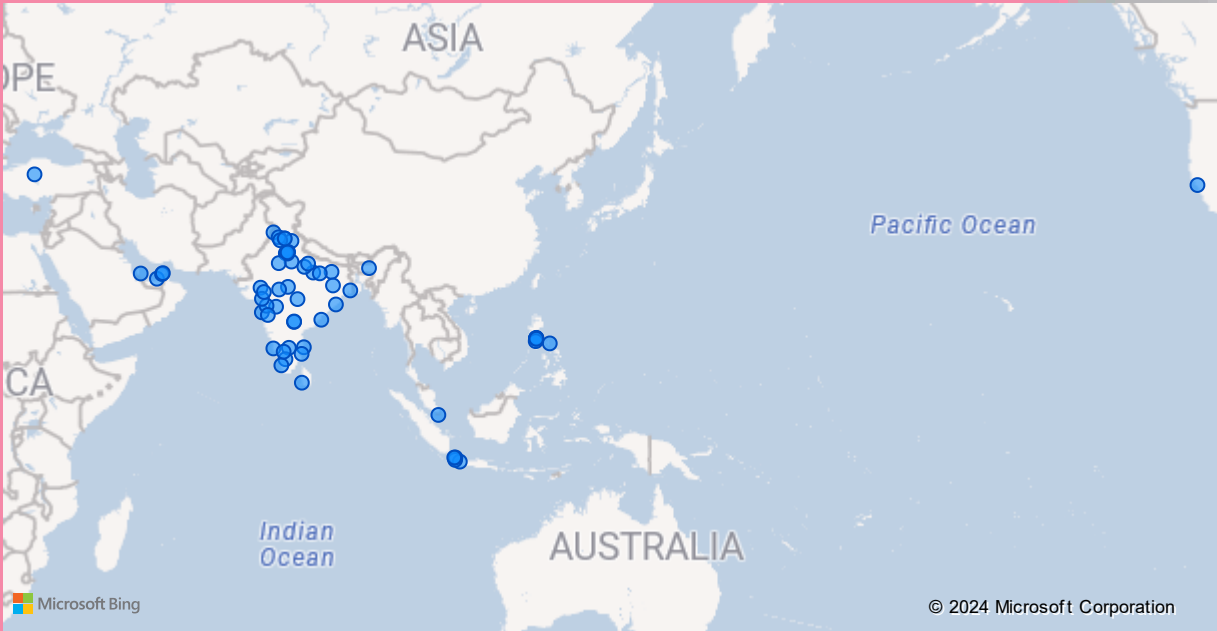 ASIA
OPE
Pacific Ocean
CA
Indian
Ocean
AUSTRALIA
Microsoft Bing
© 2024 Microsoft Corporation